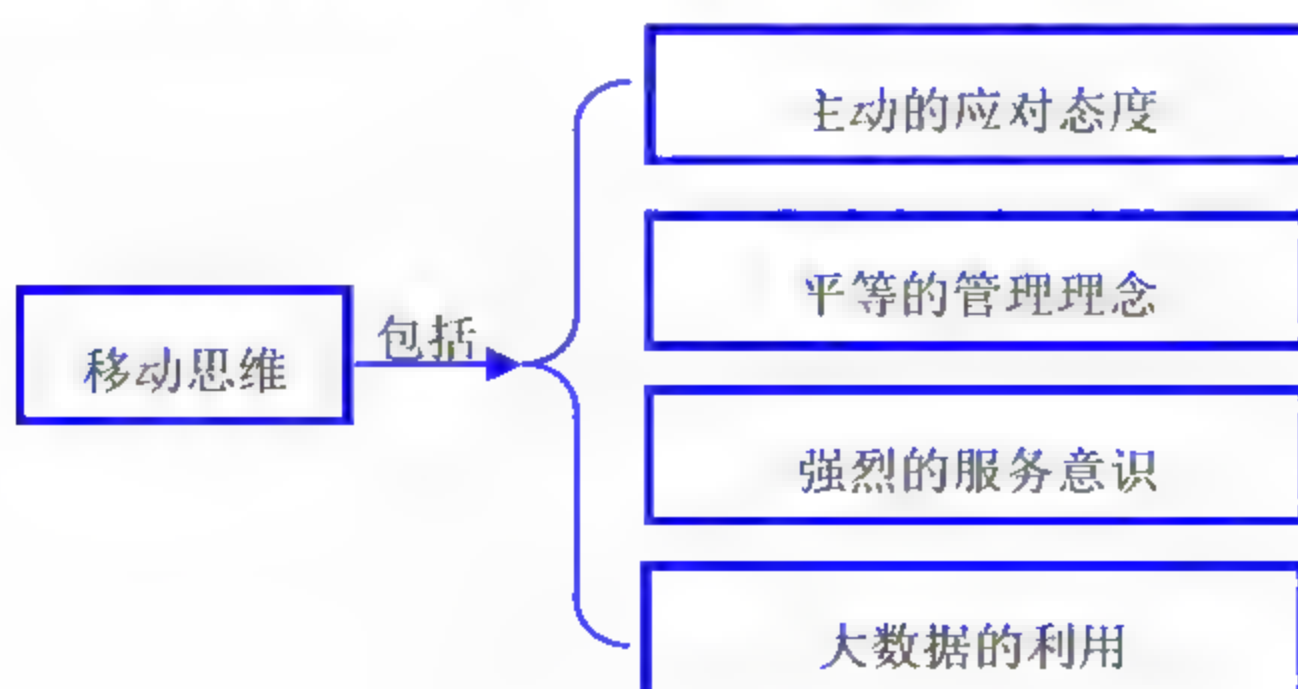 移动思维
包括
主动的应对态度
平等的管理理念
强烈的服务意识
大数据的利用